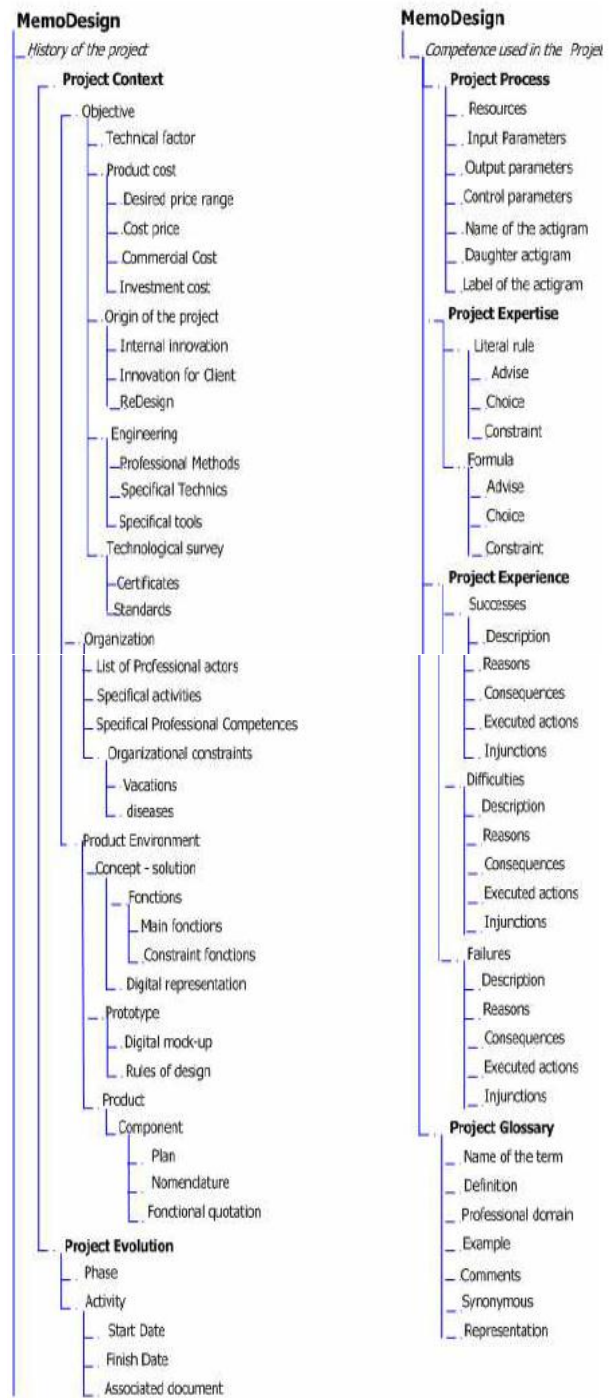 MemoDesign
History of the project
Project Context
Objective
Technical factor
Product cost
Desired price range
Cost price
Commercial Cost
Investment cost
Origin of the project
Internal innovation
Innovation for Client
ReDesign
Engineering
Professional Methods
Specifical Technics
Specifical tools
Technological survey
Certificates
Standards
Organization
List of Professional actors
Specifical activities
Specifical Professional Competences
Organizational constraints
Vacations
diseases
Product Environment
Concept - solution
Fonctions
Main fonctions
Constraint fonctions
Digital representation
Prototype
Digital mock-up
Rules of design
Product
Component
Plan
Nomenclature
Fonctional quotation
Project Evolution
Phase
Activity
Start Date
Finish Date
Associated document
MemoDesign
Competence used in the Projet
Project Process
Resources
Input Parameters
Output parameters
Control parameters
Name of the actigram
Daughter actigram
Label of the actigram
Project Expertise
Literal rule
Advise
Choice
Constraint
Formula
Advise
Choice
Constraint
Project Experience
Successes
Description
Reasons
Consequences
Executed actions
Injunctions
Difficulties
Description
Reasons
Consequences
Executed actions
Injunctions
Failures
Description
Reasons
Consequences
Executed actions
Injunctions
Project Glossary
Name of the term
Definition
Professional domain
Example
Comments
Synonymous
Representation